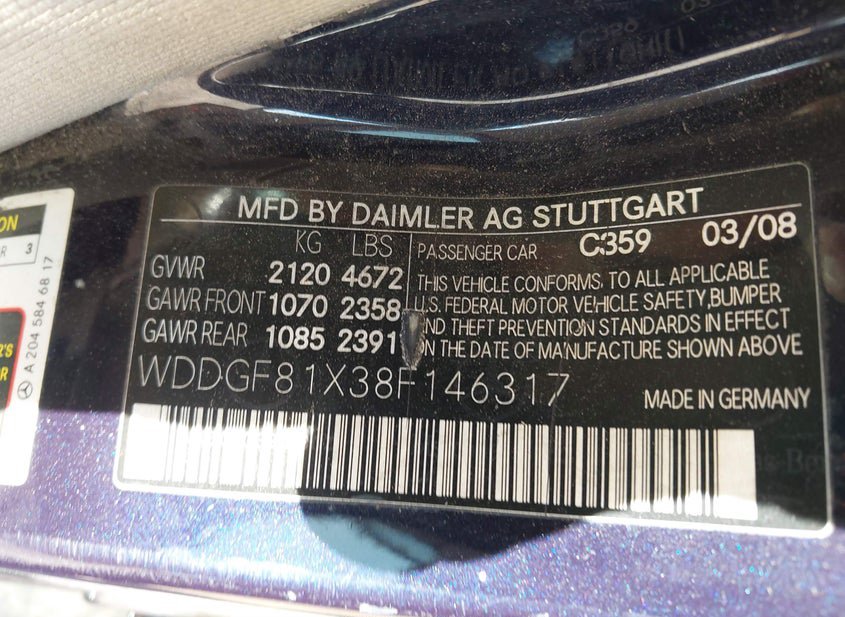 MFD BY DAIMLER AG STUTTGART
KG LBS
GVWR 2120 4672
GAWR FRONT 1070 2358
GAWR REAR 1085 2391
PASSENGER CAR C359 03/08
THIS VEHICLE CONFORMS TO ALL APPLICABLE
U.S. FEDERAL MOTOR VEHICLE SAFETY, BUMPER
AND THEFT PREVENTION STANDARDS IN EFFECT
ON THE DATE OF MANUFACTURE SHOWN ABOVE
WDDGF81X38F146317
MADE IN GERMANY
ON
R 3
'S
R
A 204 584 68 17